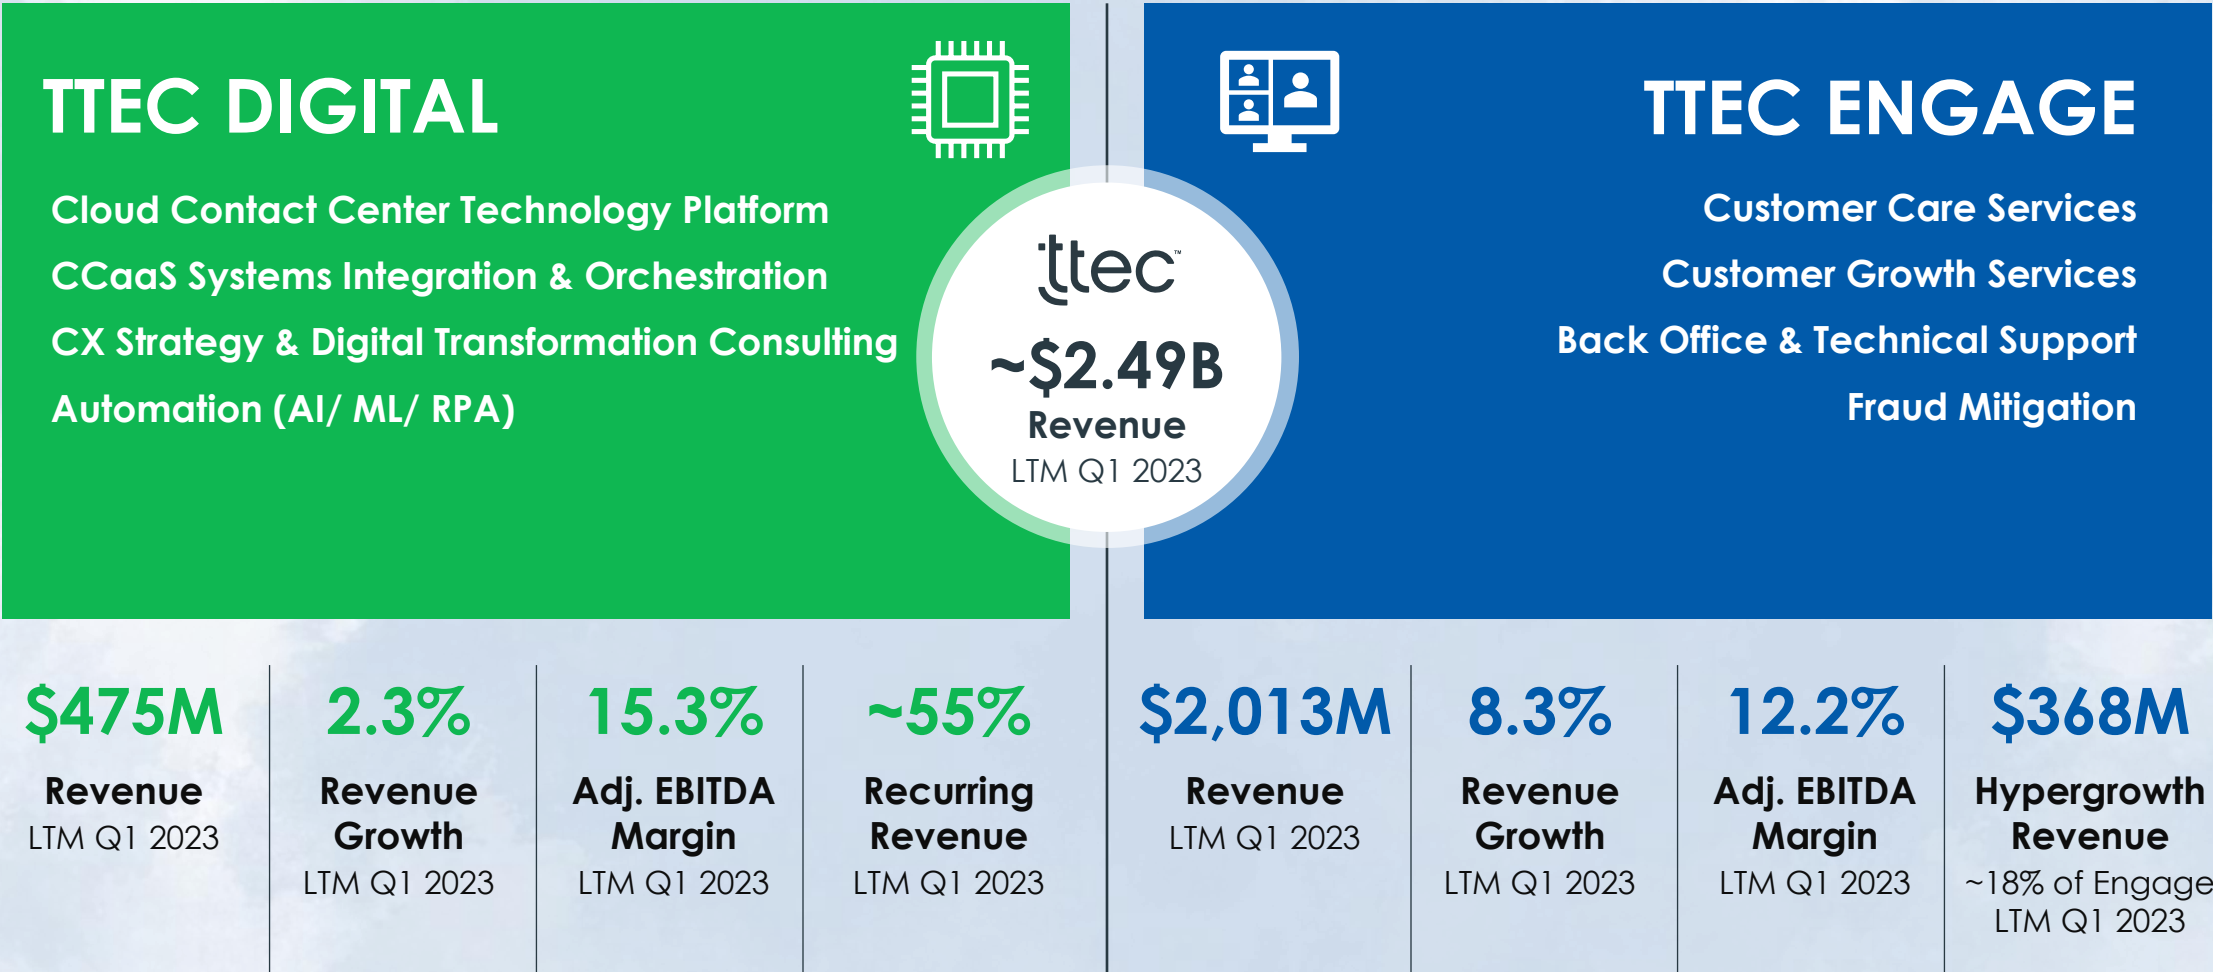 TTEC DIGITAL
Cloud Contact Center Technology Platform
CCaaS Systems Integration & Orchestration
CX Strategy & Digital Transformation Consulting
Automation (AI/ ML/ RPA)
ttec™
~$2.49B
Revenue
LTM Q1 2023
TTEC ENGAGE
Customer Care Services
Customer Growth Services
Back Office & Technical Support
Fraud Mitigation
$475M
Revenue
LTM Q1 2023
2.3%
Revenue
Growth
LTM Q1 2023
15.3%
Adj. EBITDA
Margin
LTM Q1 2023
~55%
Recurring
Revenue
LTM Q1 2023
$2,013M
Revenue
LTM Q1 2023
8.3%
Revenue
Growth
LTM Q1 2023
12.2%
Adj. EBITDA
Margin
LTM Q1 2023
$368M
Hypergrowth
Revenue
~18% of Engage
LTM Q1 2023